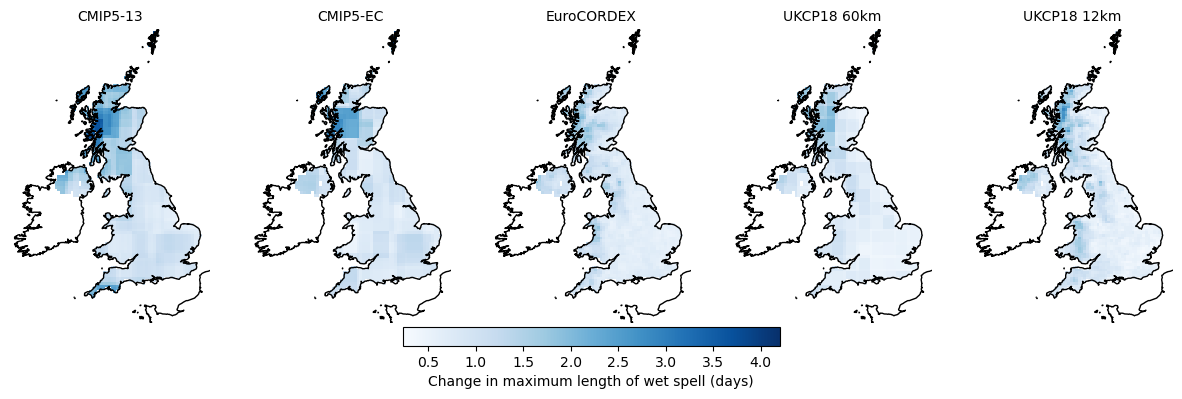 CMIP5-13
CMIP5-EC
EuroCORDEX
UKCP18 60km
UKCP18 12km
0.5 1.0 1.5 2.0 2.5 3.0 3.5 4.0
Change in maximum length of wet spell (days)